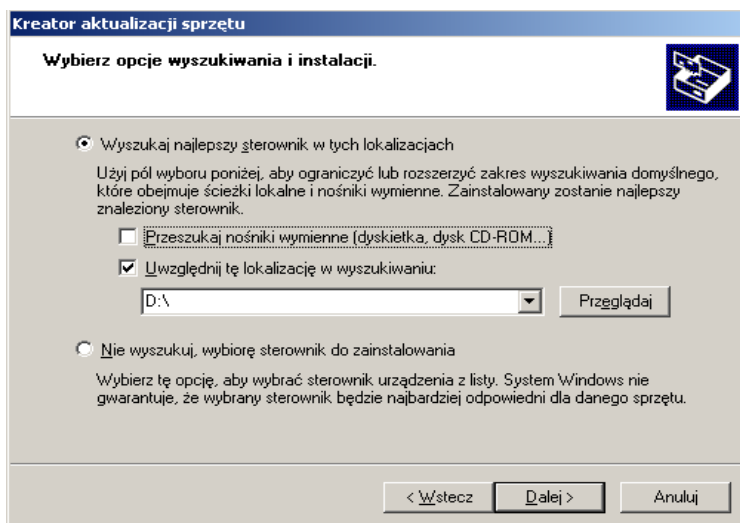 Kreator aktualizacji sprzętu
Wybierz opcje wyszukiwania i instalacji.
Wyszukaj najlepszy sterownik w tych lokalizacjach
Użyj pól wyboru poniżej, aby ograniczyć lub rozszerzyć zakres wyszukiwania domyślnego,
które obejmuje ścieżki lokalne i nośniki wymienne. Zainstalowany zostanie najlepszy
znaleziony sterownik.
Przeszukaj nośniki wymienne (dyskietka, dysk CD-ROM...)
Uwzględnij tę lokalizację w wyszukiwaniu:
D:\ Przeglądaj
Nie wyszukuj, wybiorę sterownik do zainstalowania
Wybierz tę opcję, aby wybrać sterownik urządzenia z listy. System Windows nie
gwarantuje, że wybrany sterownik będzie najbardziej odpowiedni dla danego sprzętu.
< Wstecz Dalej > Anuluj